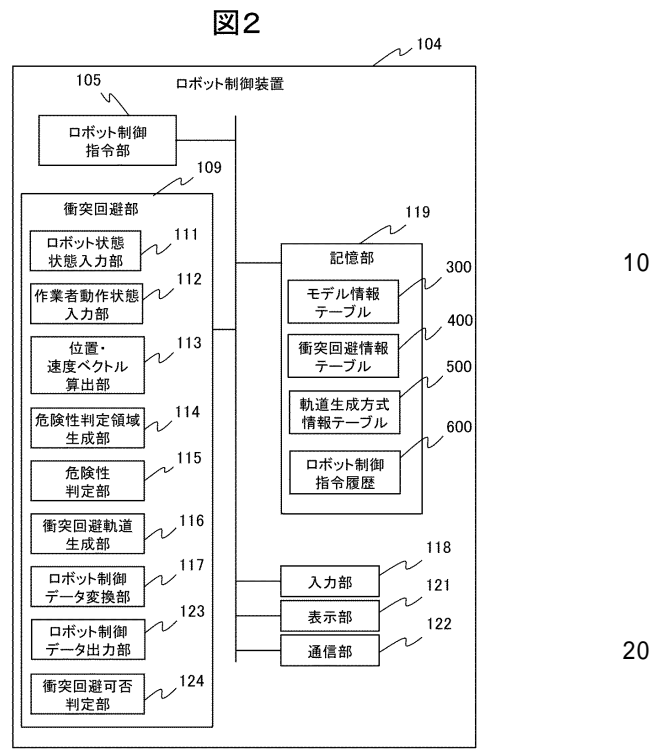 図2
104
ロボット制御装置
105
ロボット制御
指令部
109
衝突回避部
ロボット状態
状態入力部
111
作業者動作状態
入力部
112
位置・
速度ベクトル
算出部
113
危険性判定領域
生成部
114
危険性
判定部
115
衝突回避軌道
生成部
116
ロボット制御
データ変換部
117
ロボット制御
データ出力部
123
衝突回避可否
判定部
124
119
記憶部
モデル情報
テーブル
300
衝突回避情報
テーブル
400
軌道生成方式
情報テーブル
500
ロボット制御
指令履歴
600
入力部
118
表示部
121
通信部
122
10
20